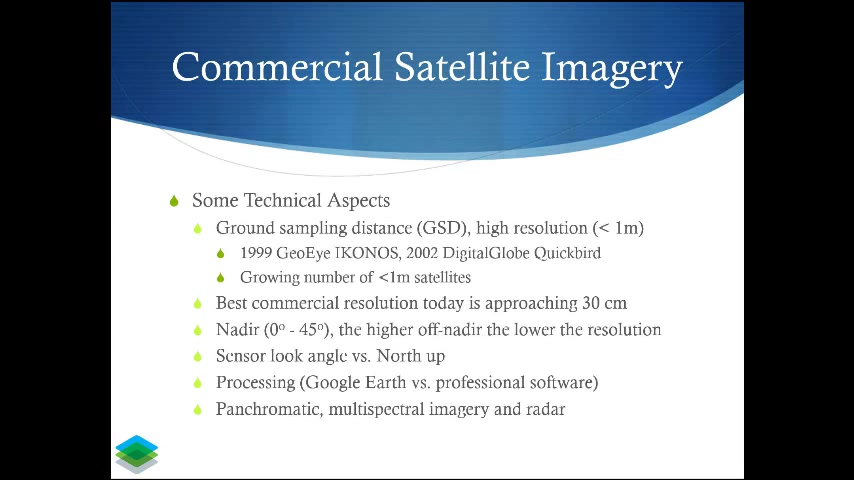 Commercial Satellite Imagery
Some Technical Aspects
Ground sampling distance (GSD), high resolution (< 1m)
1999 GeoEye IKONOS, 2002 DigitalGlobe Quickbird
Growing number of <1m satellites
Best commercial resolution today is approaching 30 cm
Nadir (0º - 45º), the higher off-nadir the lower the resolution
Sensor look angle vs. North up
Processing (Google Earth vs. professional software)
Panchromatic, multispectral imagery and radar